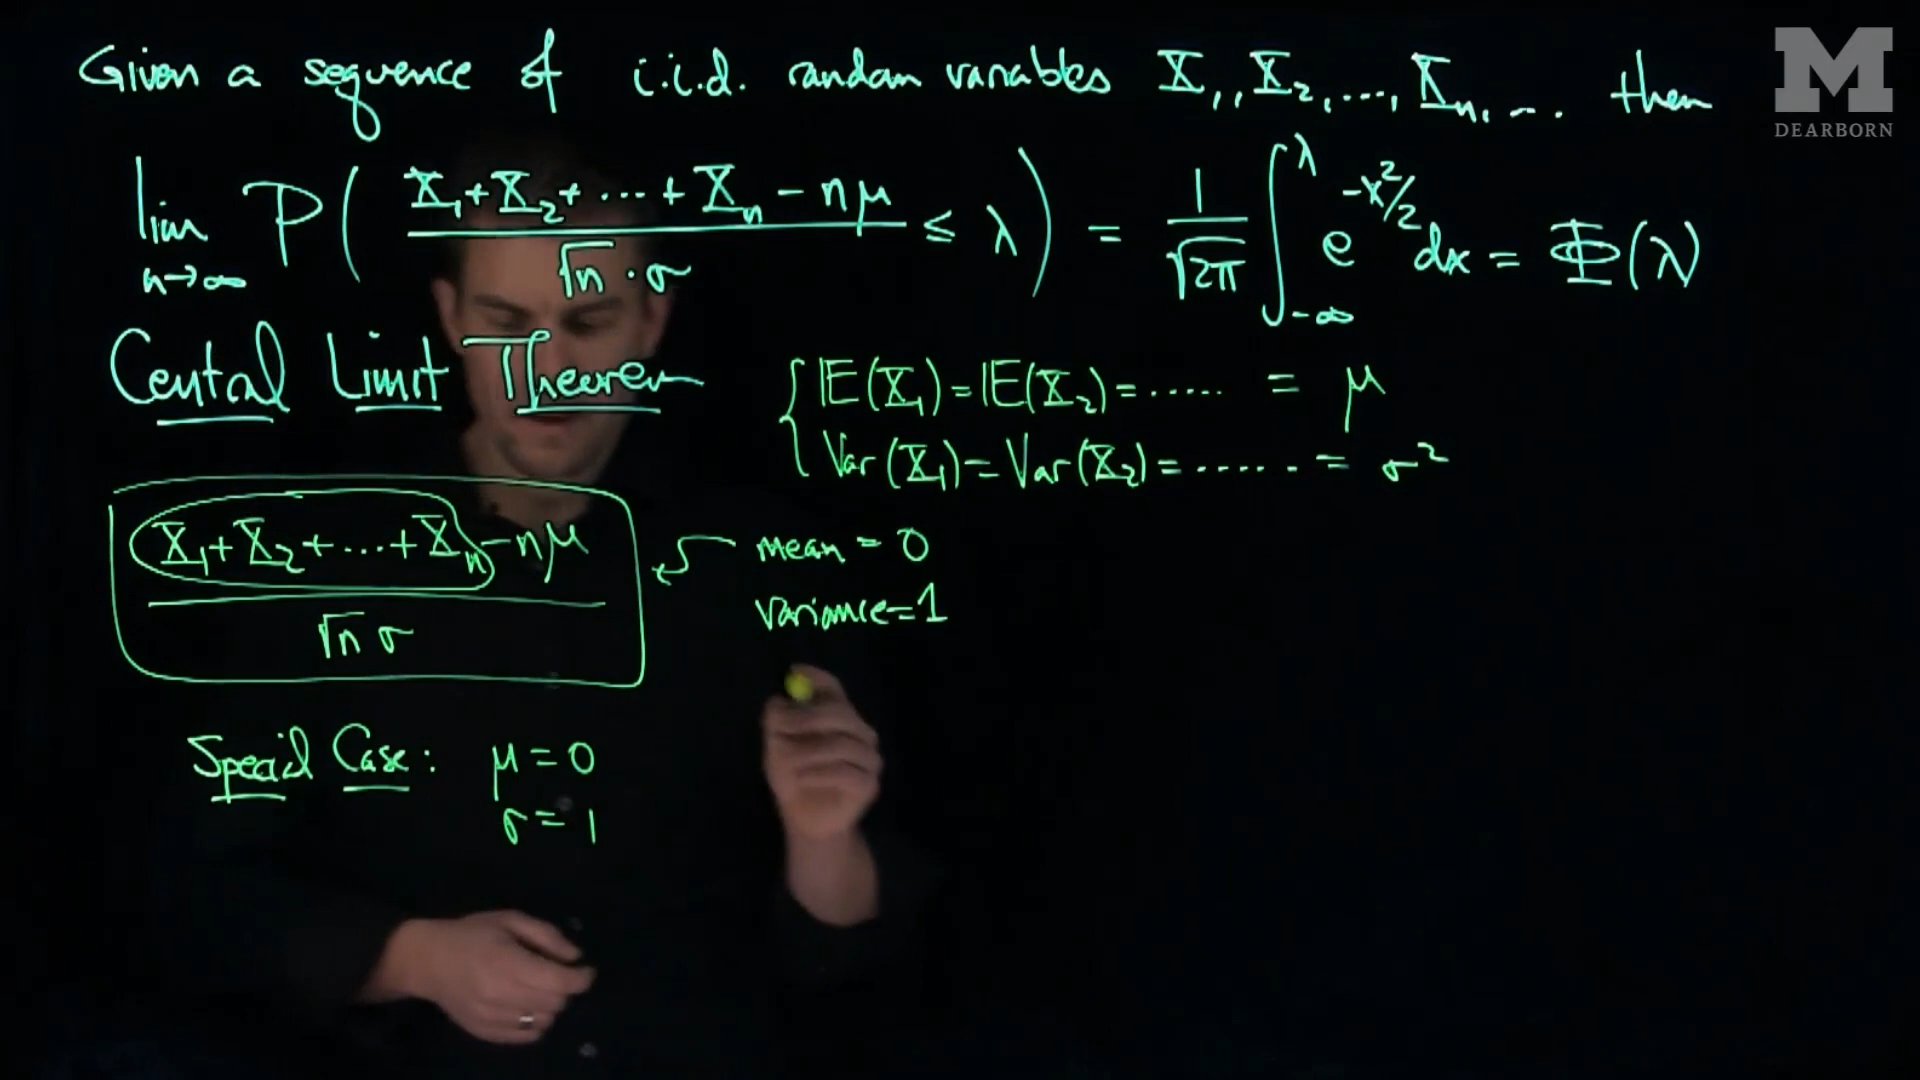 Given a sequence of i.i.d. random variables X₁, X₂, ..., Xₙ, ... then
M
DEARBORN
lim n→∞ P( (X₁+X₂+···+Xₙ - nμ) / (√n · σ) ≤ λ ) = 1/√2π ∫_{-∞}^{λ} e^{-x²/2} dx = Φ(λ)
Cental Limit Theorem
E(X₁) = E(X₂) = ..... = μ
Var(X₁) = Var(X₂) = ...... = σ²
(X₁+X₂+...+Xₙ - nμ) / (√n σ)
mean = 0
variance=1
Special Case: μ = 0
σ = 1